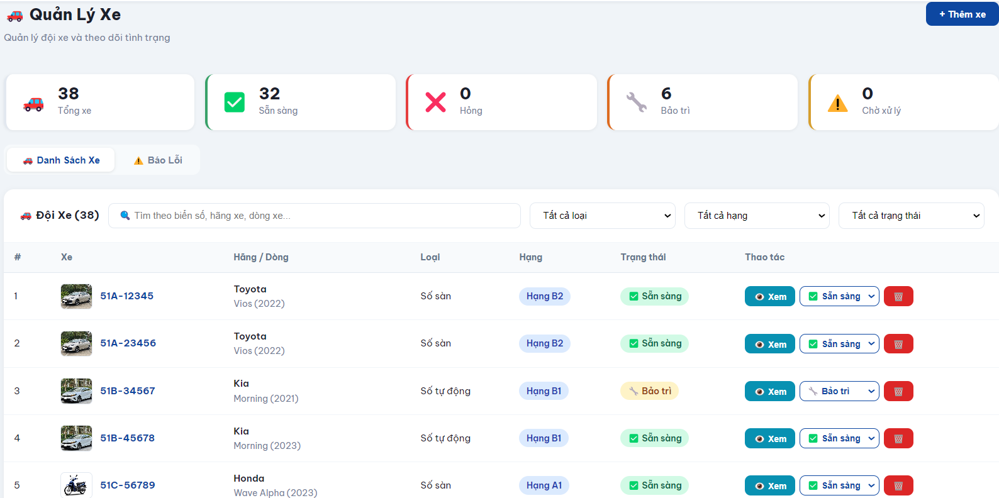 Quản Lý Xe
+ Thêm xe
Quản lý đội xe và theo dõi tình trạng
38
Tổng xe
32
Sẵn sàng
0
Hỏng
6
Bảo trì
0
Chờ xử lý
Danh Sách Xe
Báo Lỗi
Đội Xe (38)
Tìm theo biển số, hãng xe, dòng xe...
Tất cả loại
Tất cả hạng
Tất cả trạng thái
# Xe Hãng / Dòng Loại Hạng Trạng thái Thao tác
1 51A-12345 Toyota Số sàn Hạng B2 Sẵn sàng Xem Sẵn sàng
Vios (2022)
2 51A-23456 Toyota Số sàn Hạng B2 Sẵn sàng Xem Sẵn sàng
Vios (2022)
3 51B-34567 Kia Số tự động Hạng B1 Bảo trì Xem Bảo trì
Morning (2021)
4 51B-45678 Kia Số tự động Hạng B1 Sẵn sàng Xem Sẵn sàng
Morning (2023)
5 51C-56789 Honda Số sàn Hạng A1 Sẵn sàng Xem Sẵn sàng
Wave Alpha (2023)